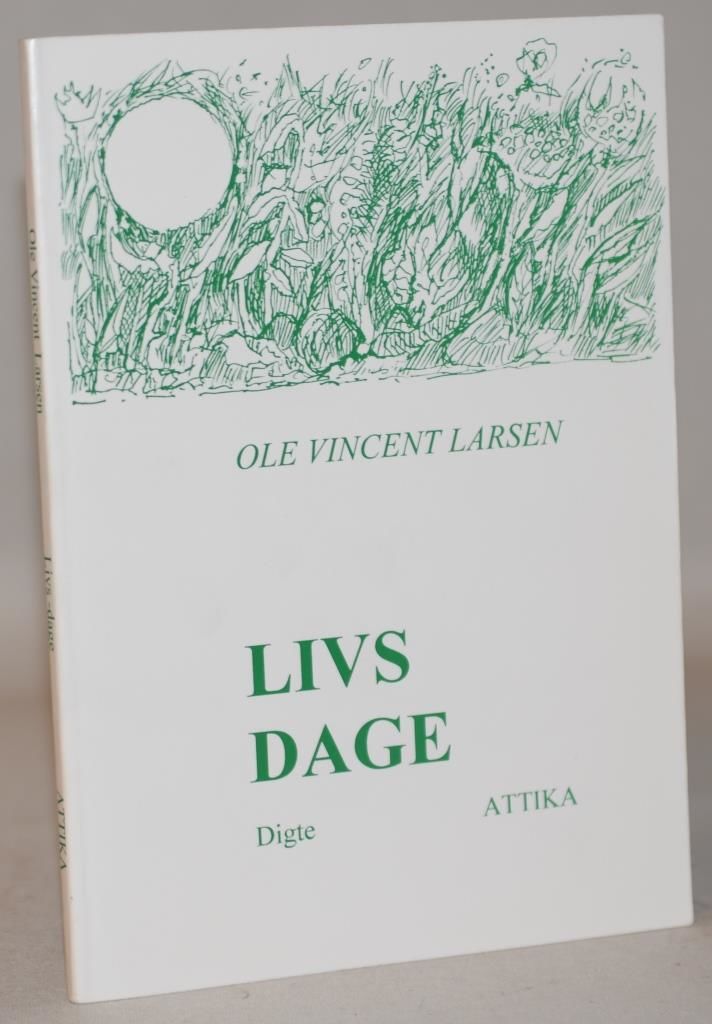 OLE VINCENT LARSEN
LIVS
DAGE
Digte
ATTIKA
Ole Vincent Larsen
Livs-dage
ATTIKA